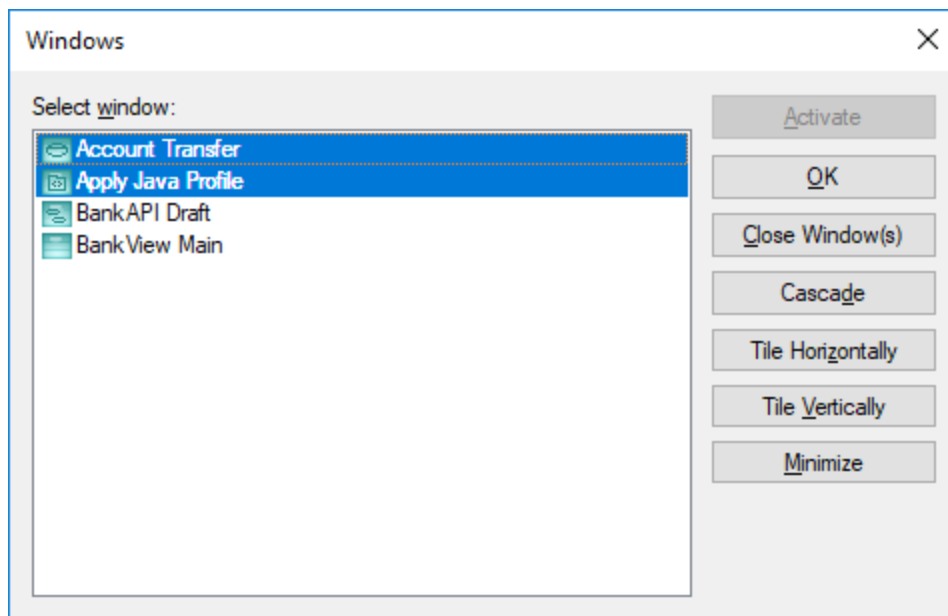 Windows
Select window:
Account Transfer
Apply Java Profile
BankAPI Draft
BankView Main
Activate
OK
Close Window(s)
Cascade
Tile Horizontally
Tile Vertically
Minimize